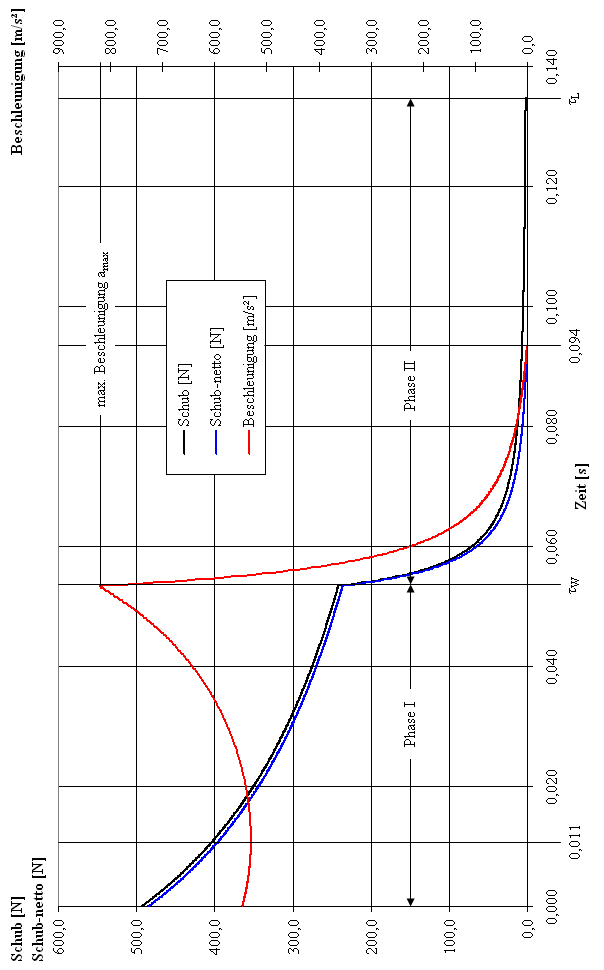 Schub [N]
Schub-netto [N]
Beschleunigung [m/s²]
600,0
500,0
400,0
300,0
200,0
100,0
0,0
900,0
800,0
700,0
600,0
500,0
400,0
300,0
200,0
100,0
0,0
max. Beschleunigung amax
Schub [N]
Schub-netto [N]
Beschleunigung [m/s²]
Phase I
Phase II
0,000
0,011
0,020
0,040
τW
0,060
0,080
0,094
0,100
0,120
τL
0,140
Zeit [s]